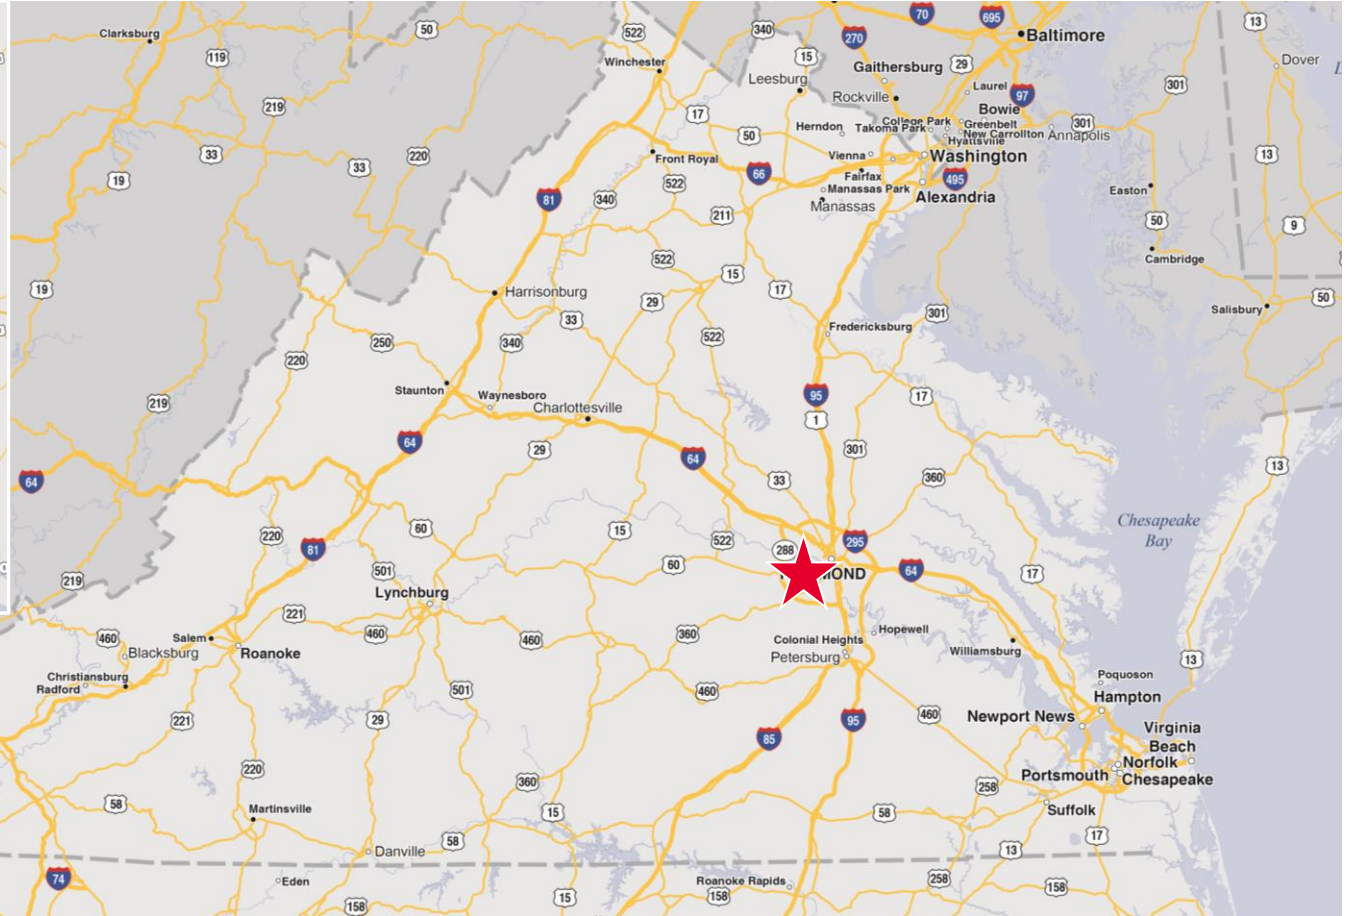 70
695
Clarksburg
50
522
340
270
Baltimore
13
119
Winchester
15
Gaithersburg
29
Dover
Leesburg
Laurel
301
Rockville
97
219
17
Bowie
50
Herndon
College Park
Takoma Park
Greenbelt
New Carrollton
301
Annapolis
Hyattsville
33
33
220
Front Royal
Vienna
Washington
13
19
66
Fairfax
495
522
Manassas Park
Easton
81
340
Manassas
Alexandria
211
50
9
522
Cambridge
15
19
17
Harrisonburg
29
50
33
301
Salisbury
Fredericksburg
250
340
522
220
Staunton
Waynesboro
95
17
219
Charlottesville
1
64
29
301
64
13
64
33
360
Chesapeake
Bay
60
15
220
522
295
81
288
60
501
64
17
219
MOND
Lynchburg
221
460
Salem
460
460
360
Colonial Heights
Hopewell
Blacksburg
Roanoke
Petersburg
Williamsburg
13
Christiansburg
Radford
501
460
Poquoson
Hampton
221
29
95
460
Newport News
Virginia
Beach
85
220
Norfolk
360
Portsmouth
Chesapeake
258
58
Martinsville
15
58
Suffolk
58
17
Danville
13
74
Eden
Roanoke Rapids
258
158
158
15
158